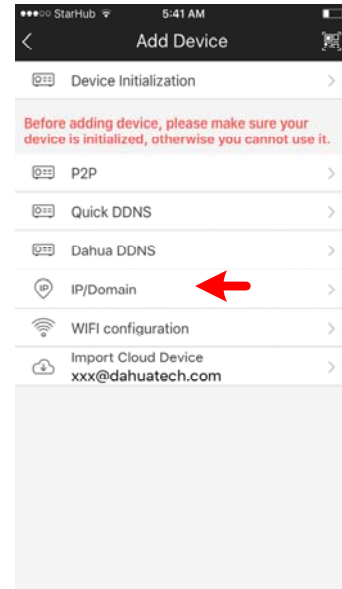 StarHub 5:41 AM
Add Device
Device Initialization
Before adding device, please make sure your
device is initialized, otherwise you cannot use it.
P2P
Quick DDNS
Dahua DDNS
IP IP/Domain
WIFI configuration
Import Cloud Device
xxx@dahuatech.com